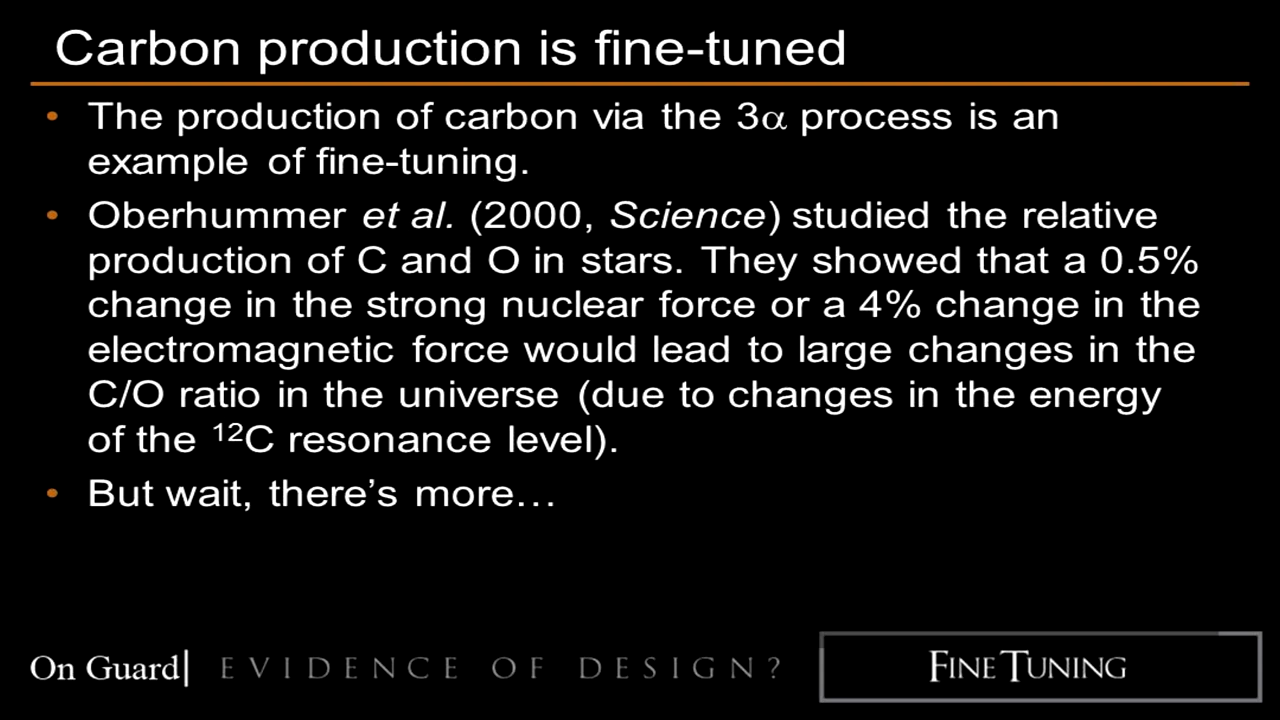 Carbon production is fine-tuned
• The production of carbon via the 3α process is an
example of fine-tuning.
• Oberhummer et al. (2000, Science) studied the relative
production of C and O in stars. They showed that a 0.5%
change in the strong nuclear force or a 4% change in the
electromagnetic force would lead to large changes in the
C/O ratio in the universe (due to changes in the energy
of the ¹²C resonance level).
• But wait, there’s more…
On Guard| EVIDENCE OF DESIGN? FINE TUNING